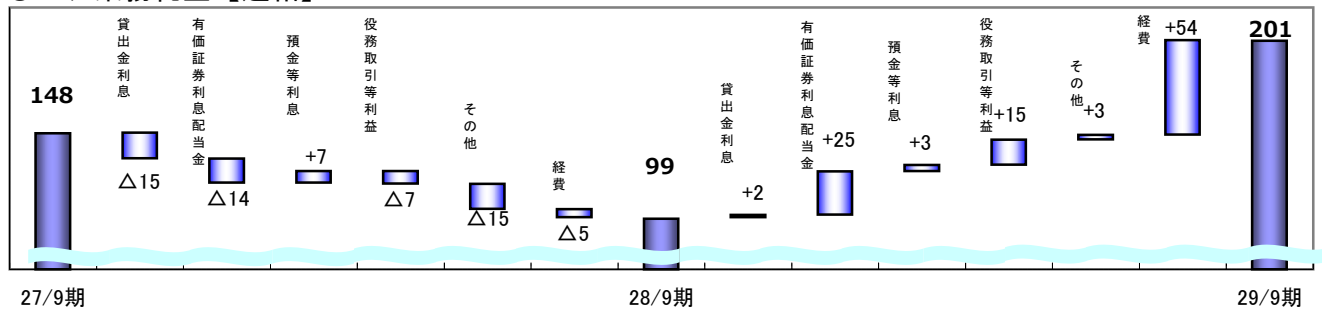 148
貸出金利息
△15
有価証券利息配当金
△14
預金等利息
+7
役務取引等利益
△7
その他
△15
経費
△5
99
貸出金利息
+2
有価証券利息配当金
+25
預金等利息
+3
役務取引等利益
+15
その他
+3
経費
+54
201
27/9期
28/9期
29/9期